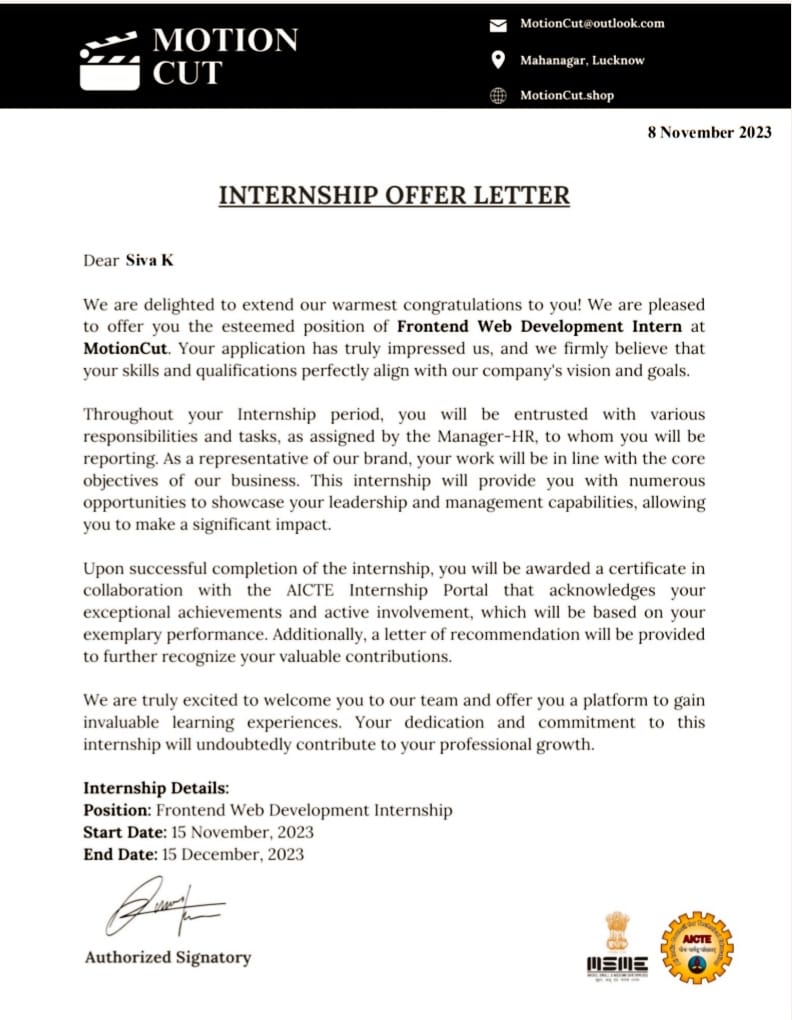 MOTION
CUT
MotionCut@outlook.com
Mahanagar, Lucknow
MotionCut.shop
8 November 2023
INTERNSHIP OFFER LETTER
Dear Siva K
We are delighted to extend our warmest congratulations to you! We are pleased
to offer you the esteemed position of Frontend Web Development Intern at
MotionCut. Your application has truly impressed us, and we firmly believe that
your skills and qualifications perfectly align with our company's vision and goals.
Throughout your Internship period, you will be entrusted with various
responsibilities and tasks, as assigned by the Manager-HR, to whom you will be
reporting. As a representative of our brand, your work will be in line with the core
objectives of our business. This internship will provide you with numerous
opportunities to showcase your leadership and management capabilities, allowing
you to make a significant impact.
Upon successful completion of the internship, you will be awarded a certificate in
collaboration with the AICTE Internship Portal that acknowledges your
exceptional achievements and active involvement, which will be based on your
exemplary performance. Additionally, a letter of recommendation will be provided
to further recognize your valuable contributions.
We are truly excited to welcome you to our team and offer you a platform to gain
invaluable learning experiences. Your dedication and commitment to this
internship will undoubtedly contribute to your professional growth.
Internship Details:
Position: Frontend Web Development Internship
Start Date: 15 November, 2023
End Date: 15 December, 2023
Authorized Signatory
MSME
AICTE